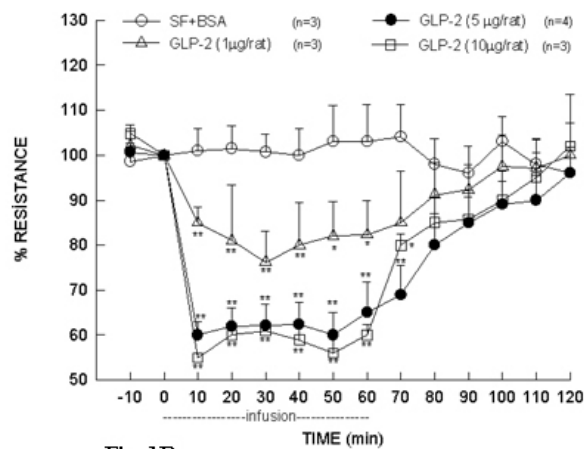 SF+BSA (n=3)
GLP-2 (1µg/rat) (n=3)
GLP-2 (5 µg/rat) (n=4)
GLP-2 (10µg/rat) (n=3)
130
120
110
100
90
80
70
60
50
% RESİSTANCE
** ** ** ** * *
** ** ** ** ** ** ** *
** ** ** ** ** **
-10 0 10 20 30 40 50 60 70 80 90 100 110 120
-----------------infusion---------------
TIME (min)